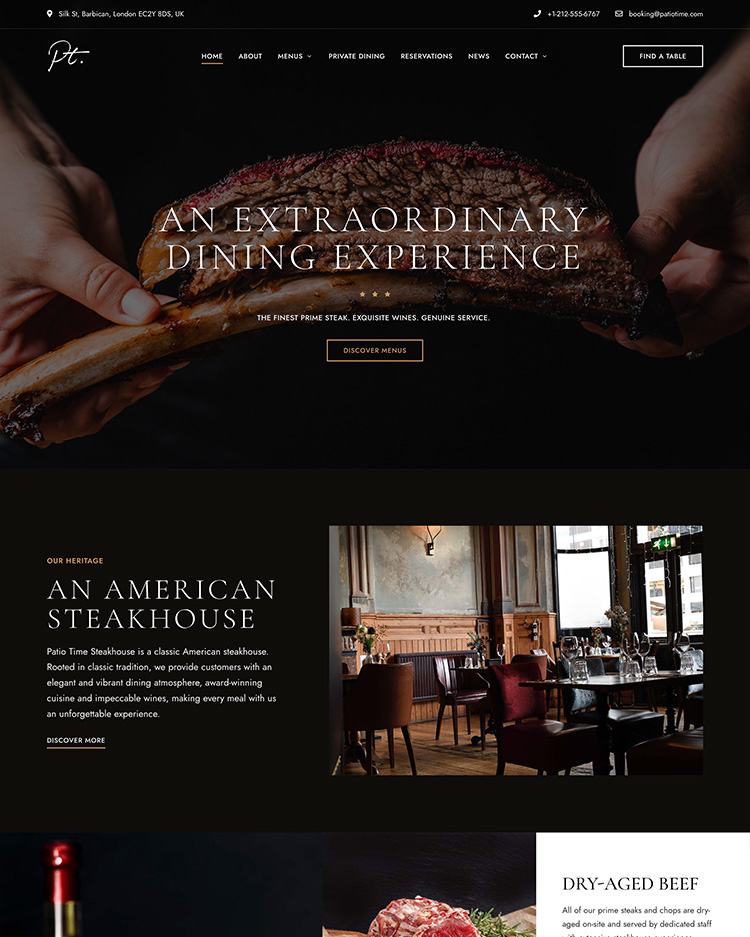 Silk St, Barbican, London EC2Y 8DS, UK
+1-212-555-6767
booking@patiotime.com
Pt.
HOME
ABOUT
MENUS
PRIVATE DINING
RESERVATIONS
NEWS
CONTACT
FIND A TABLE
AN EXTRAORDINARY
DINING EXPERIENCE
THE FINEST PRIME STEAK. EXQUISITE WINES. GENUINE SERVICE.
DISCOVER MENUS
OUR HERITAGE
AN AMERICAN
STEAKHOUSE
Patio Time Steakhouse is a classic American steakhouse.
Rooted in classic tradition, we provide customers with an
elegant and vibrant dining atmosphere, award-winning
cuisine and impeccable wines, making every meal with us
an unforgettable experience.
DISCOVER MORE
DRY-AGED BEEF
All of our prime steaks and chops are dry-
aged on-site and served by dedicated staff
with extensive steakhouse experience